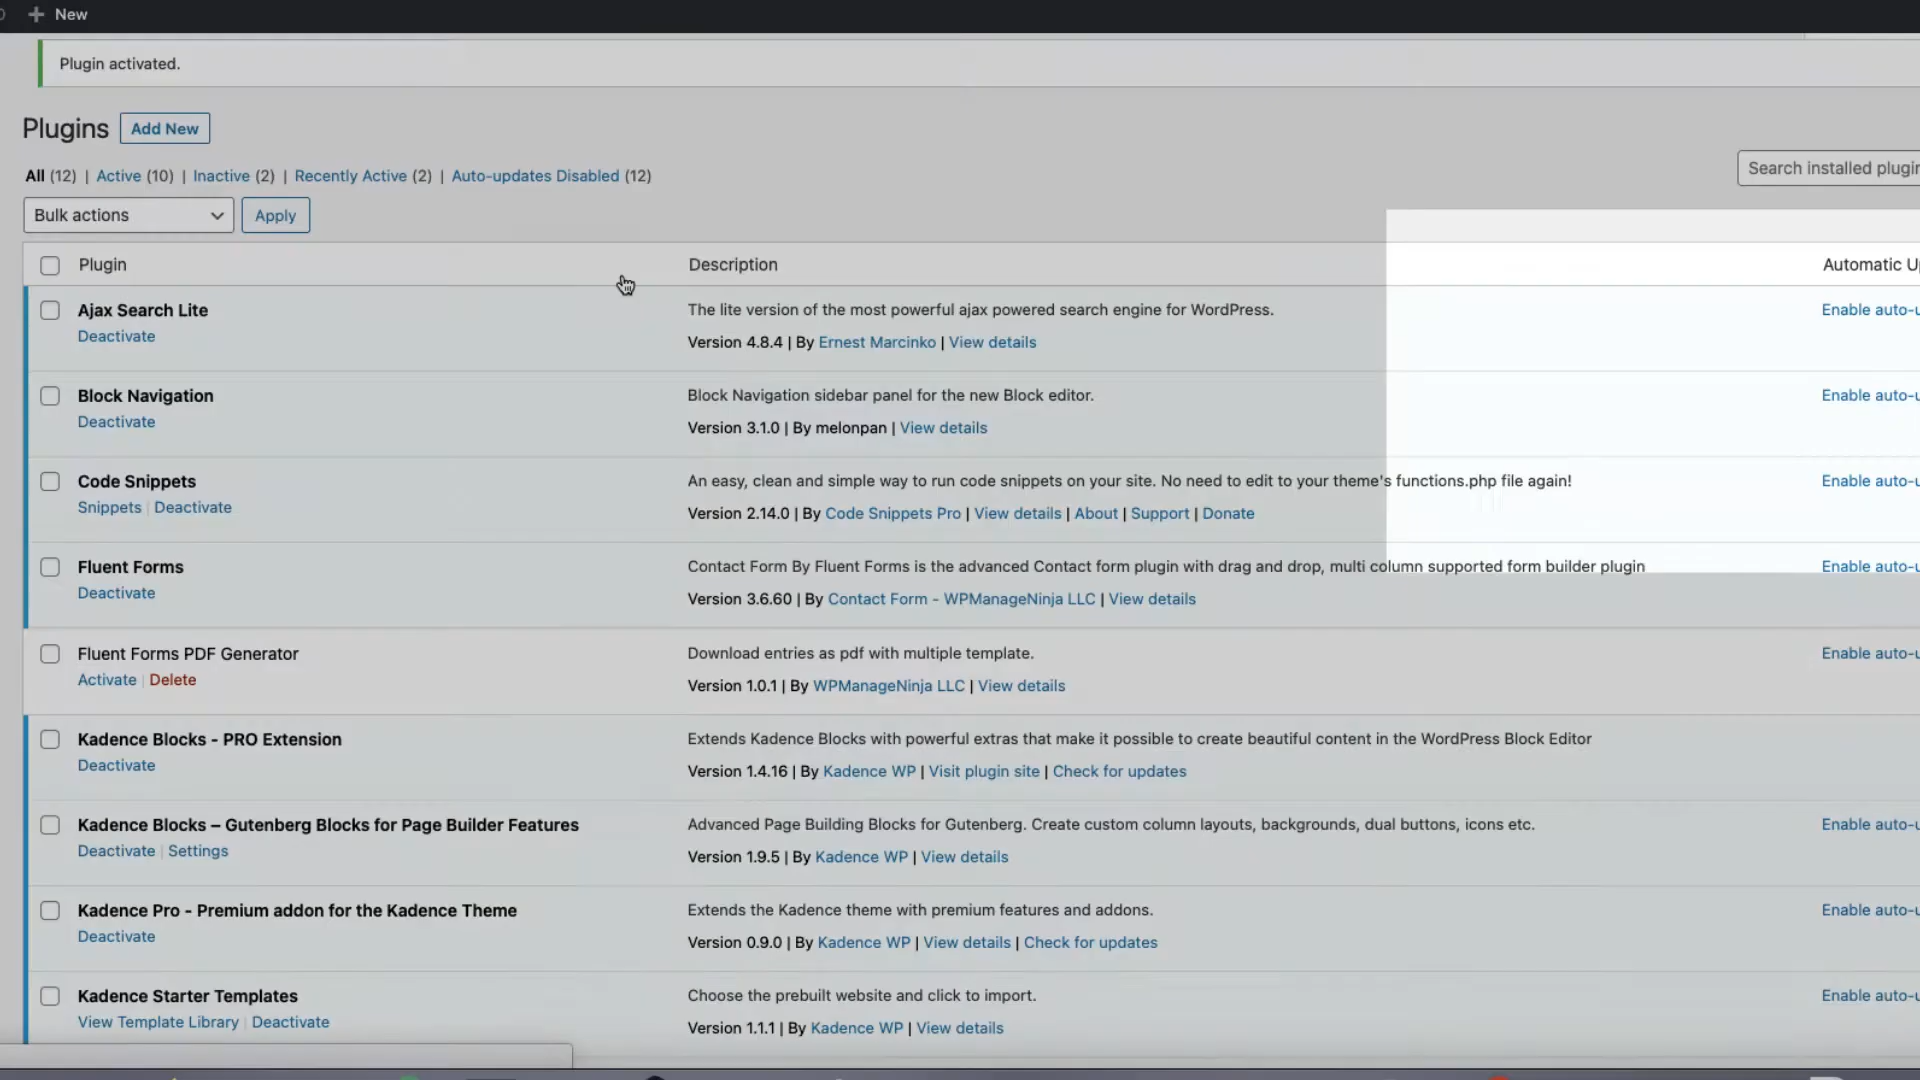 New
Plugin activated.
Plugins Add New
All (12) | Active (10) | Inactive (2) | Recently Active (2) | Auto-updates Disabled (12)
Search installed
Bulk actions Apply
Plugin Description Automatic
Ajax Search Lite The lite version of the most powerful ajax powered search engine for WordPress. Enable
Deactivate Version 4.8.4 | By Ernest Marcinko | View details
Block Navigation Block Navigation sidebar panel for the new Block editor. Enable
Deactivate Version 3.1.0 | By melonpan | View details
Code Snippets An easy, clean and simple way to run code snippets on your site. No need to edit to your theme's functions.php file again! Enable
Snippets | Deactivate Version 2.14.0 | By Code Snippets Pro | View details | About | Support | Donate
Fluent Forms Contact Form By Fluent Forms is the advanced Contact form plugin with drag and drop, multi column supported form builder plugin Enable
Deactivate Version 3.6.60 | By Contact Form - WPManageNinja LLC | View details
Fluent Forms PDF Generator Download entries as pdf with multiple template. Enable
Activate | Delete Version 1.0.1 | By WPManageNinja LLC | View details
Kadence Blocks - PRO Extension Extends Kadence Blocks with powerful extras that make it possible to create beautiful content in the WordPress Block Editor
Deactivate Version 1.4.16 | By Kadence WP | Visit plugin site | Check for updates
Kadence Blocks – Gutenberg Blocks for Page Builder Features Advanced Page Building Blocks for Gutenberg. Create custom column layouts, backgrounds, dual buttons, icons etc. Enable
Deactivate | Settings Version 1.9.5 | By Kadence WP | View details
Kadence Pro - Premium addon for the Kadence Theme Extends the Kadence theme with premium features and addons. Enable
Deactivate Version 0.9.0 | By Kadence WP | View details | Check for updates
Kadence Starter Templates Choose the prebuilt website and click to import. Enable
View Template Library | Deactivate Version 1.1.1 | By Kadence WP | View details